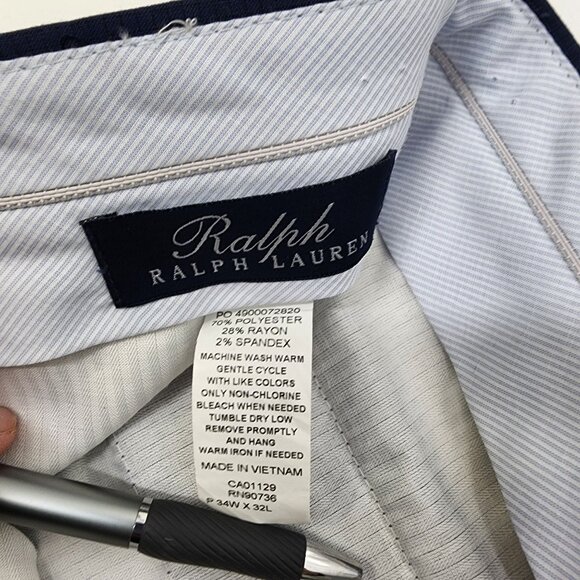 Ralph
RALPH LAUREN
PO 4900072820
70% POLYESTER
28% RAYON
2% SPANDEX
MACHINE WASH WARM
GENTLE CYCLE
WITH LIKE COLORS
ONLY NON-CHLORINE
BLEACH WHEN NEEDED
TUMBLE DRY LOW
REMOVE PROMPTLY
AND HANG
WARM IRON IF NEEDED
MADE IN VIETNAM
CA01129
RN90736
34W X 32L